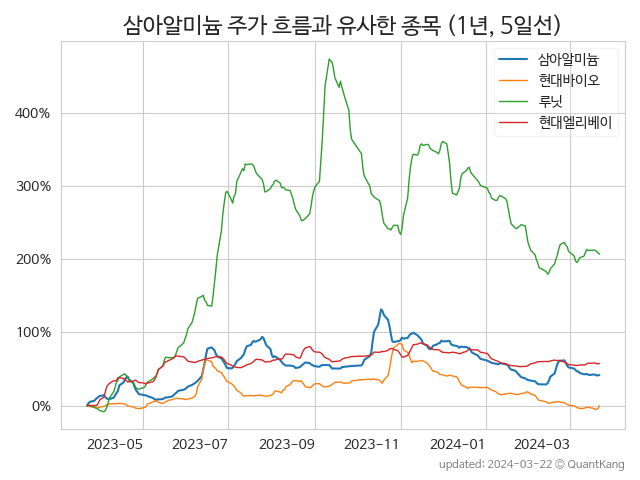 삼아알미늄 주가 흐름과 유사한 종목 (1년, 5일선)
삼아알미늄
현대바이오
루닛
현대엘리베이
400%
300%
200%
100%
0%
2023-05 2023-07 2023-09 2023-11 2024-01 2024-03
updated: 2024-03-22 © QuantKang